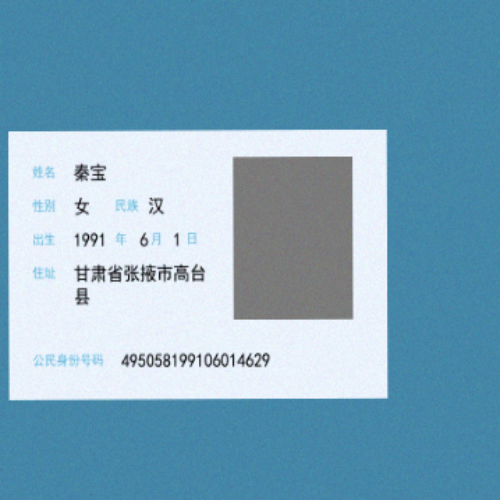 姓名 秦宝
性别 女 民族 汉
出生 1991 年 6 月 1 日
住址 甘肃省张掖市高台
县
公民身份号码 495058199106014629